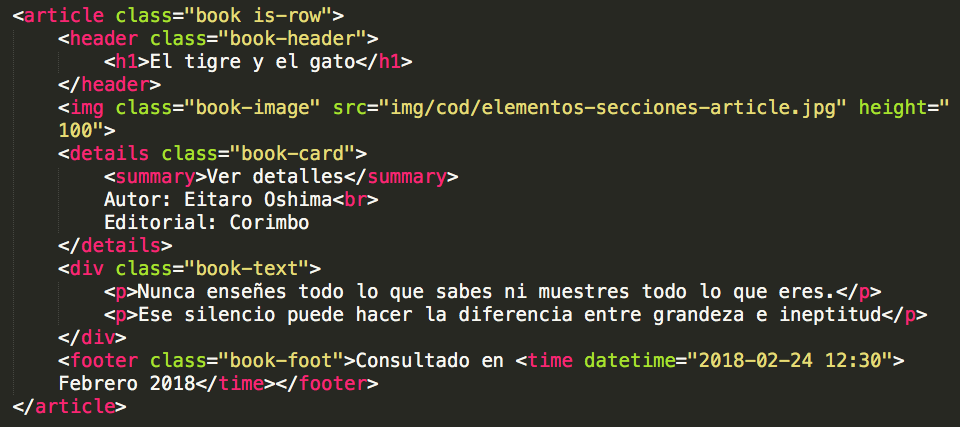 <article class="book is-row">
<header class="book-header">
<h1>El tigre y el gato</h1>
</header>
<img class="book-image" src="img/cod/elementos-secciones-article.jpg" height="
100">
<details class="book-card">
<summary>Ver detalles</summary>
Autor: Eitaro Oshima<br>
Editorial: Corimbo
</details>
<div class="book-text">
<p>Nunca enseñes todo lo que sabes ni muestres todo lo que eres.</p>
<p>Ese silencio puede hacer la diferencia entre grandeza e ineptitud</p>
</div>
<footer class="book-foot">Consultado en <time datetime="2018-02-24 12:30">
Febrero 2018</time></footer>
</article>